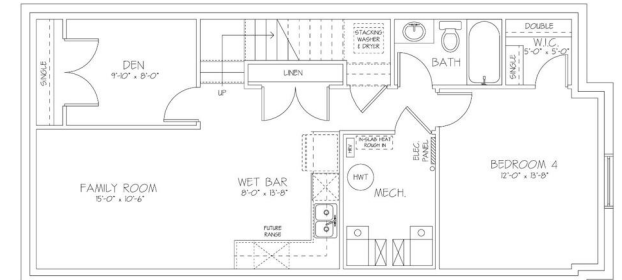 DOUBLE
STACKING
WASHER
& DRYER
W.I.C.
5'-0" x 5'-0"
SINGLE
SINGLE
DEN
9'-10" x 8'-0"
BATH
LINEN
UP
IN-SLAB HEAT
ROUGH IN
HRV
ELEC.
PANEL
FAMILY ROOM
15'-0" x 10'-6"
WET BAR
8'-0" x 13'-8"
HWT
MECH.
BEDROOM 4
12'-0" x 13'-8"
FUTURE
RANGE